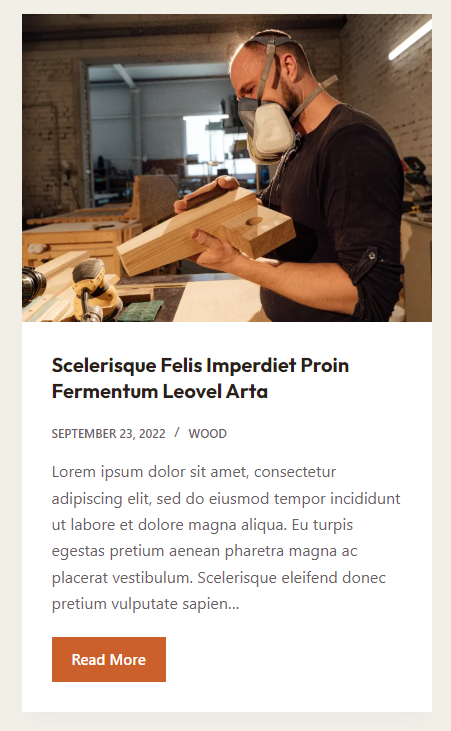 Scelerisque Felis Imperdiet Proin
Fermentum Leovel Arta
SEPTEMBER 23, 2022 / WOOD
Lorem ipsum dolor sit amet, consectetur
adipiscing elit, sed do eiusmod tempor incididunt
ut labore et dolore magna aliqua. Eu turpis
egestas pretium aenean pharetra magna ac
placerat vestibulum. Scelerisque eleifend donec
pretium vulputate sapien...
Read More